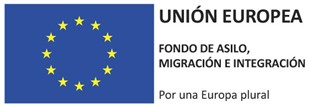 UNIÓN EUROPEA
FONDO DE ASILO,
MIGRACIÓN E INTEGRACIÓN
Por una Europa plural